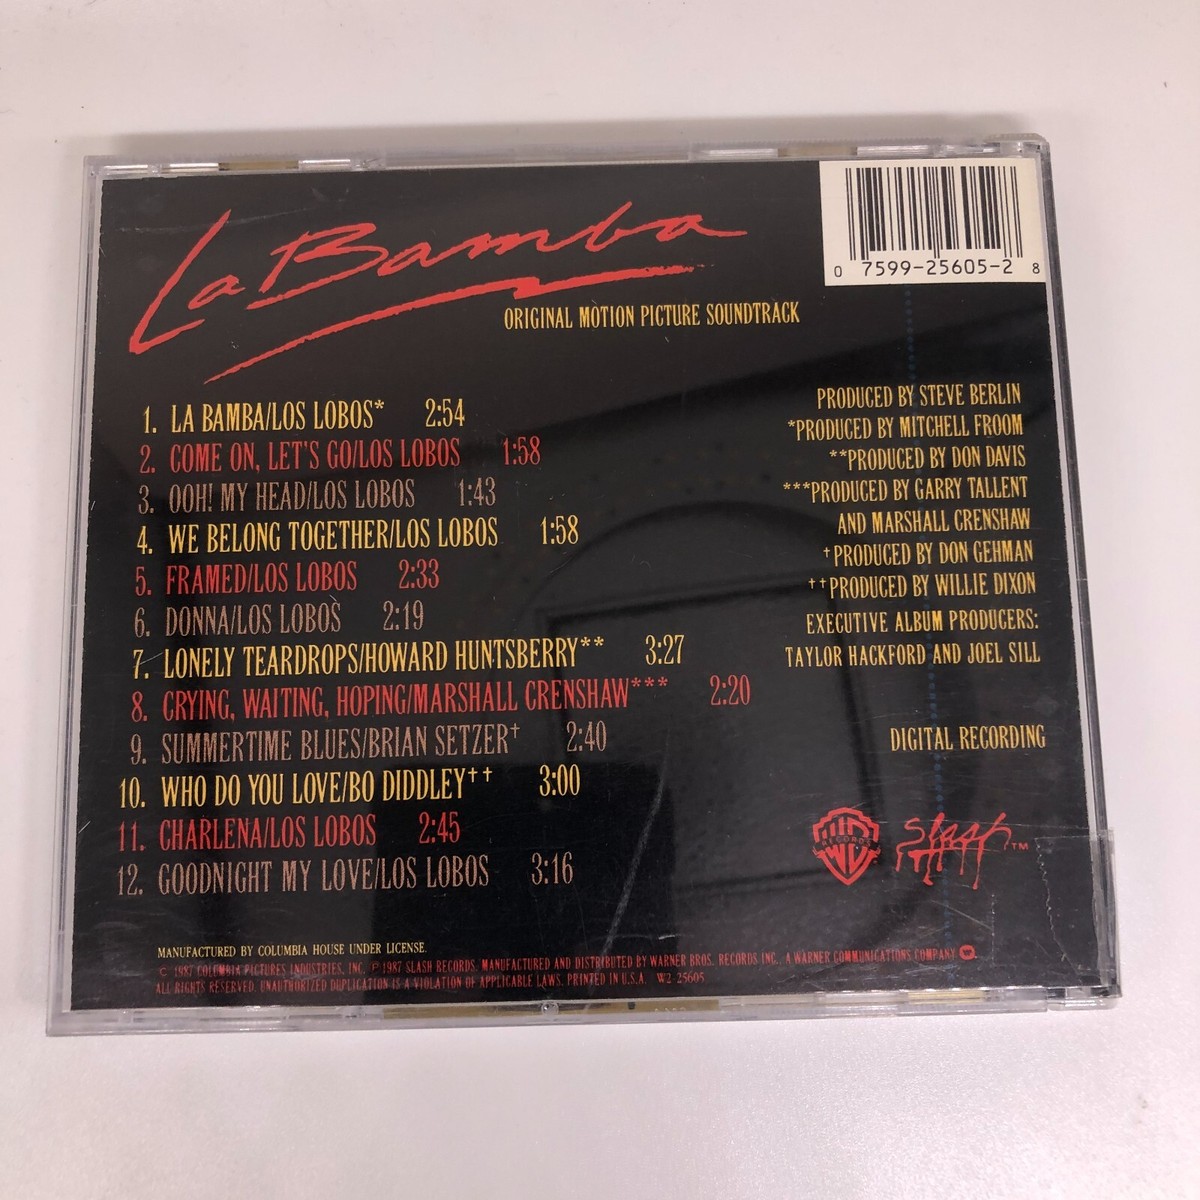 La Bamba
ORIGINAL MOTION PICTURE SOUNDTRACK
0 7599-25605-2 8
1. LA BAMBA/LOS LOBOS* 2:54
2. COME ON, LET'S GO/LOS LOBOS 1:58
3. OOH! MY HEAD/LOS LOBOS 1:43
4. WE BELONG TOGETHER/LOS LOBOS 1:58
5. FRAMED/LOS LOBOS 2:33
6. DONNA/LOS LOBOS 2:19
7. LONELY TEARDROPS/HOWARD HUNTSBERRY** 3:27
8. CRYING, WAITING, HOPING/MARSHALL CRENSHAW*** 2:20
9. SUMMERTIME BLUES/BRIAN SETZER† 2:40
10. WHO DO YOU LOVE/BO DIDDLEY†† 3:00
11. CHARLENA/LOS LOBOS 2:45
12. GOODNIGHT MY LOVE/LOS LOBOS 3:16
PRODUCED BY STEVE BERLIN
*PRODUCED BY MITCHELL FROOM
**PRODUCED BY DON DAVIS
***PRODUCED BY GARRY TALLENT
AND MARSHALL CRENSHAW
†PRODUCED BY DON GEHMAN
††PRODUCED BY WILLIE DIXON
EXECUTIVE ALBUM PRODUCERS:
TAYLOR HACKFORD AND JOEL SILL
DIGITAL RECORDING
RECORDS
slash™
MANUFACTURED BY COLUMBIA HOUSE UNDER LICENSE.
© 1987 COLUMBIA PICTURES INDUSTRIES, INC. ℗ 1987 SLASH RECORDS. MANUFACTURED AND DISTRIBUTED BY WARNER BROS. RECORDS INC., A WARNER COMMUNICATIONS COMPANY
ALL RIGHTS RESERVED. UNAUTHORIZED DUPLICATION IS A VIOLATION OF APPLICABLE LAWS. PRINTED IN U.S.A. W2-25605